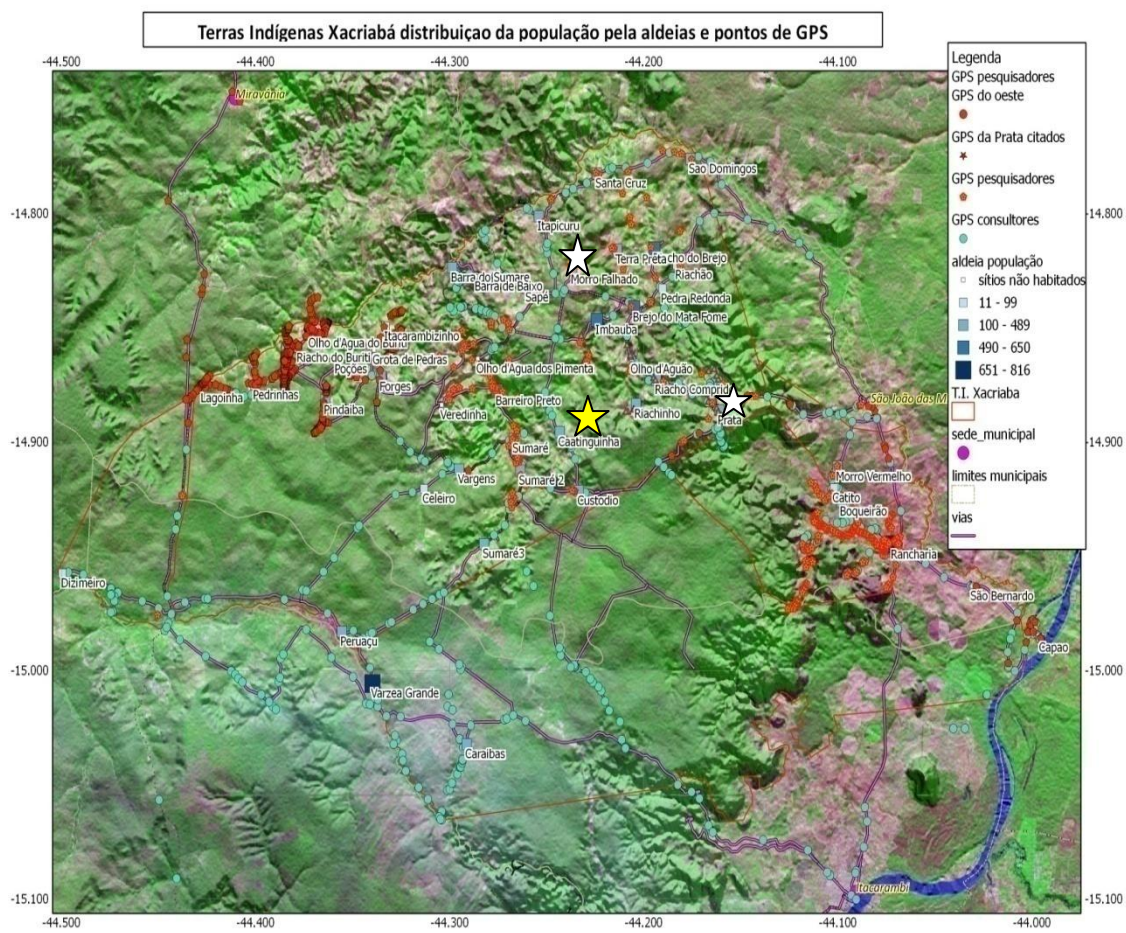 Terras Indígenas Xacriabá distribuiçao da população pela aldeias e pontos de GPS
-44.500 -44.400 -44.300 -44.200 -44.100 -44.000
Legenda
GPS pesquisadores
GPS do oeste
GPS da Prata citados
GPS pesquisadores
GPS consultores
aldeia população
sítios não habitados
11 - 99
100 - 489
490 - 650
651 - 816
T.I. Xacriaba
sede_municipal
limites municipais
vias
Miravânia
Sao Domingos
Santa Cruz
-14.800 -14.800
Itapicuru
Terra Prêta
cho do Brejo
Riachão
Morro Falhado
Barra do Sumare
Barra de Baixo
Sapé
Pedra Redonda
Brejo do Mata Fome
Imbauba
Itacarambizinho
Olho d'Agua do Buriti
Riacho do Buriti
Grota de Pedras
Poções
Forges
Olho d'Agua dos Pimenta
Olho d'Aguão
Riacho Comprido
Lagoinha
Pedrinhas
Pindaiba
Veredinha
Barreiro Preto
Riachinho
Prata
São João das M
-14.900 -14.900
Caatinguinha
Sumaré
Vargens
Sumaré 2
Celeiro
Custodio
Morro Vermelho
Catito
Boqueirão
Rancharia
Sumaré3
Dizimeiro
São Bernardo
Capao
Peruaçu
-15.000 -15.000
Varzea Grande
Caraibas
Itacarambi
-15.100 -15.100
-44.500 -44.400 -44.300 -44.200 -44.100 -44.000